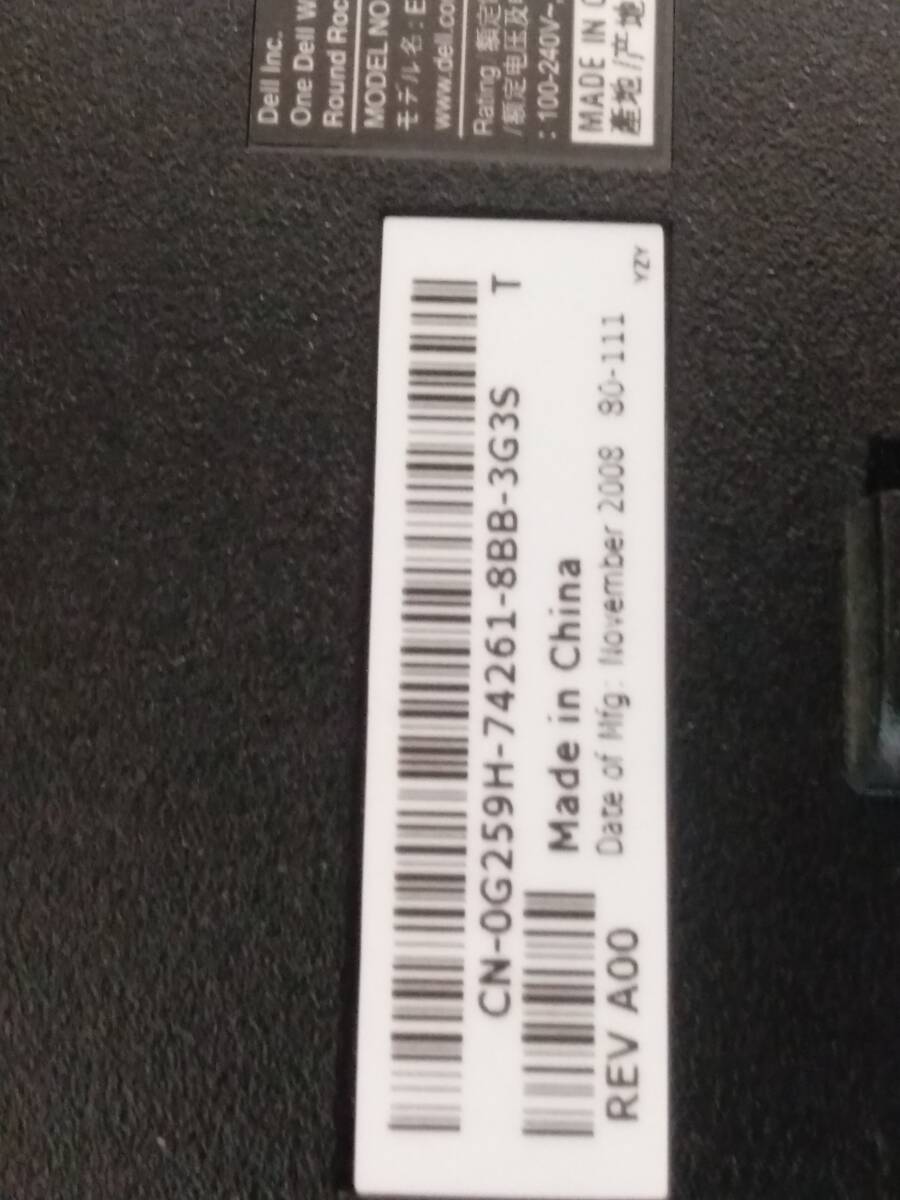 Dell Inc.
One Dell W
Round Roc
MODEL NO
モデル名: E
www.dell.co
Rating 額定
/额定电压及
: 100-240V~,
MADE IN C
產地/产地
CN-0G259H-74261-8BB-3G3S
T
Made in China
Date of Mfg: November 2008 80-111
REV A00
YZY